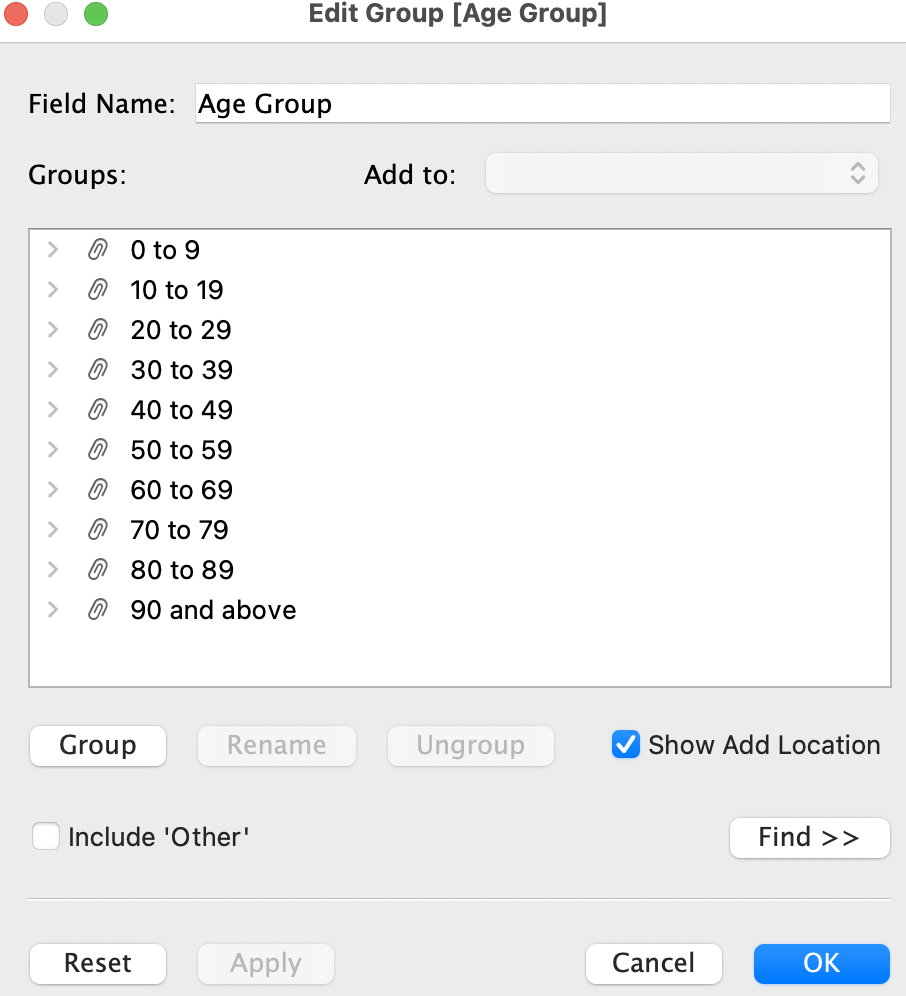 Edit Group [Age Group]
Field Name: Age Group
Groups: Add to:
0 to 9
10 to 19
20 to 29
30 to 39
40 to 49
50 to 59
60 to 69
70 to 79
80 to 89
90 and above
Group Rename Ungroup Show Add Location
Include 'Other' Find >>
Reset Apply Cancel OK